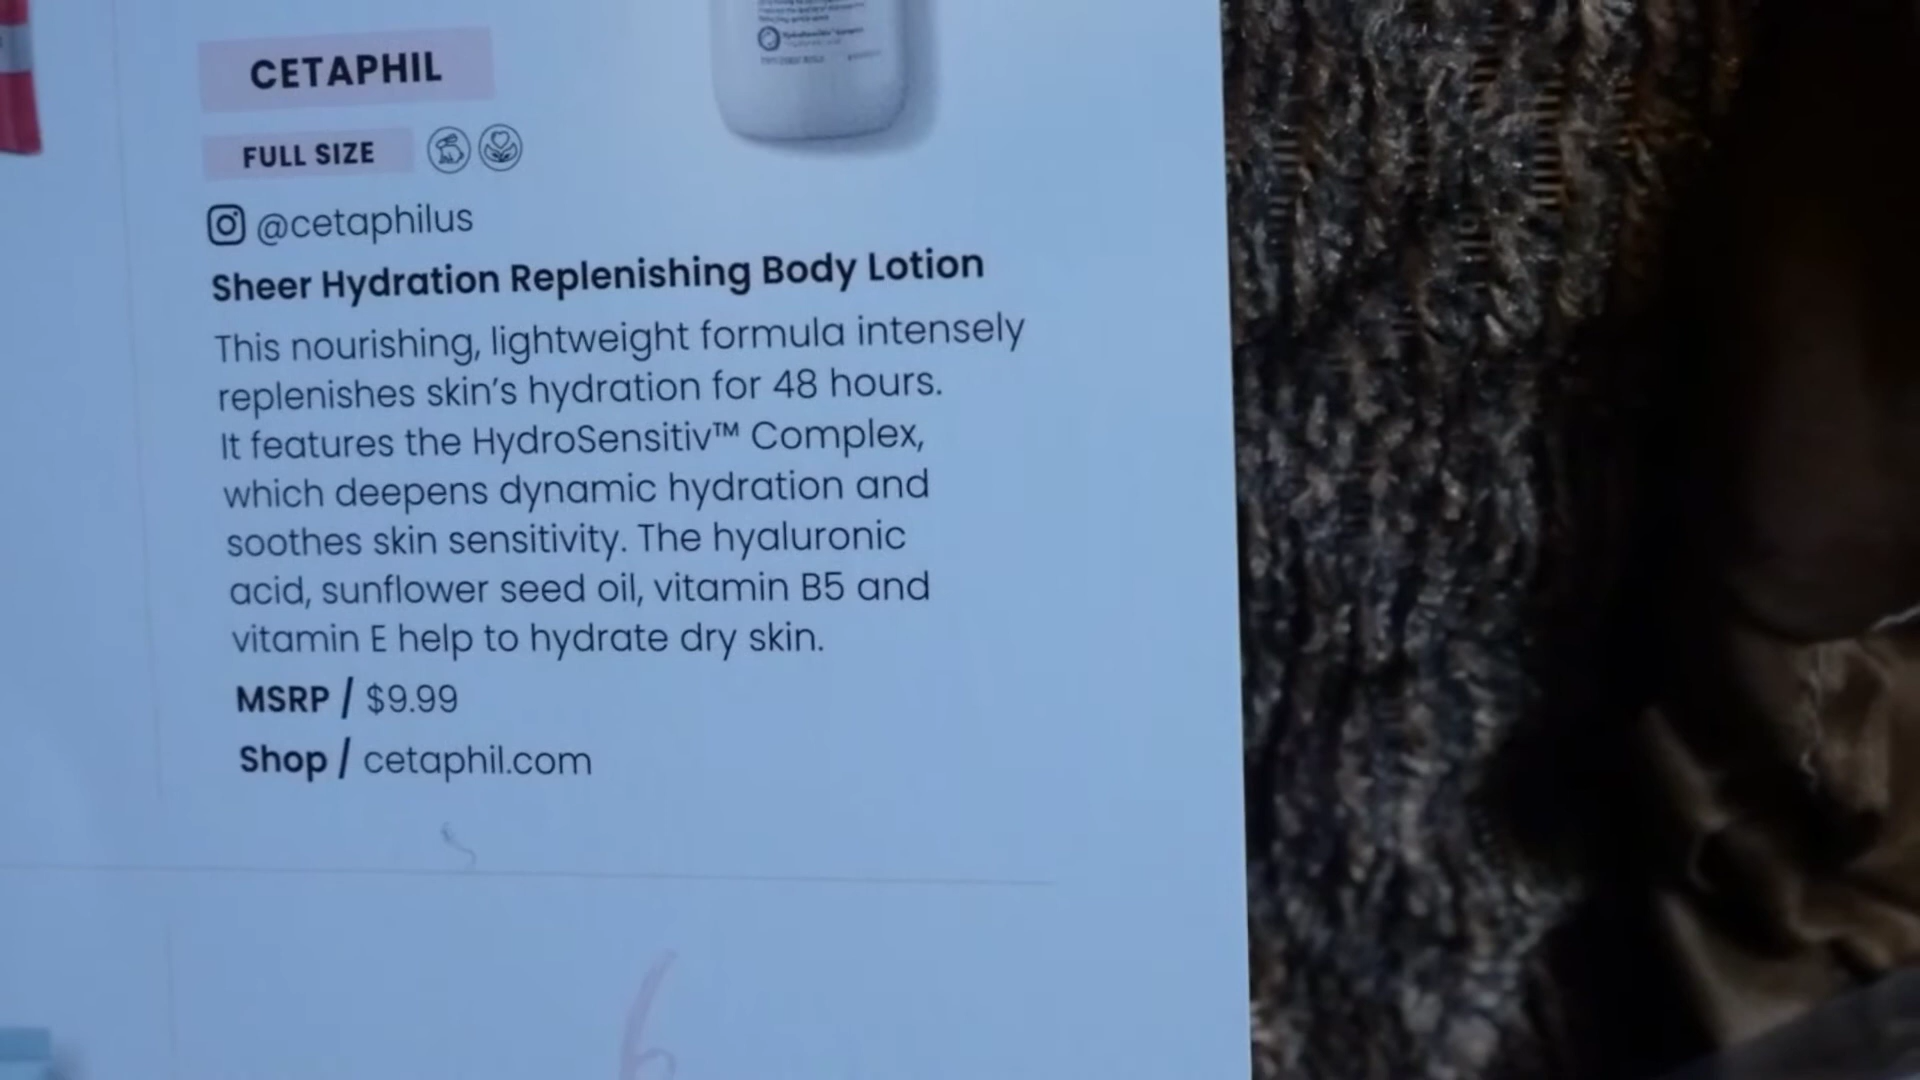 CETAPHIL
FULL SIZE
@cetaphilus
Sheer Hydration Replenishing Body Lotion
This nourishing, lightweight formula intensely
replenishes skin's hydration for 48 hours.
It features the HydroSensitiv™ Complex,
which deepens dynamic hydration and
soothes skin sensitivity. The hyaluronic
acid, sunflower seed oil, vitamin B5 and
vitamin E help to hydrate dry skin.
MSRP / $9.99
Shop / cetaphil.com